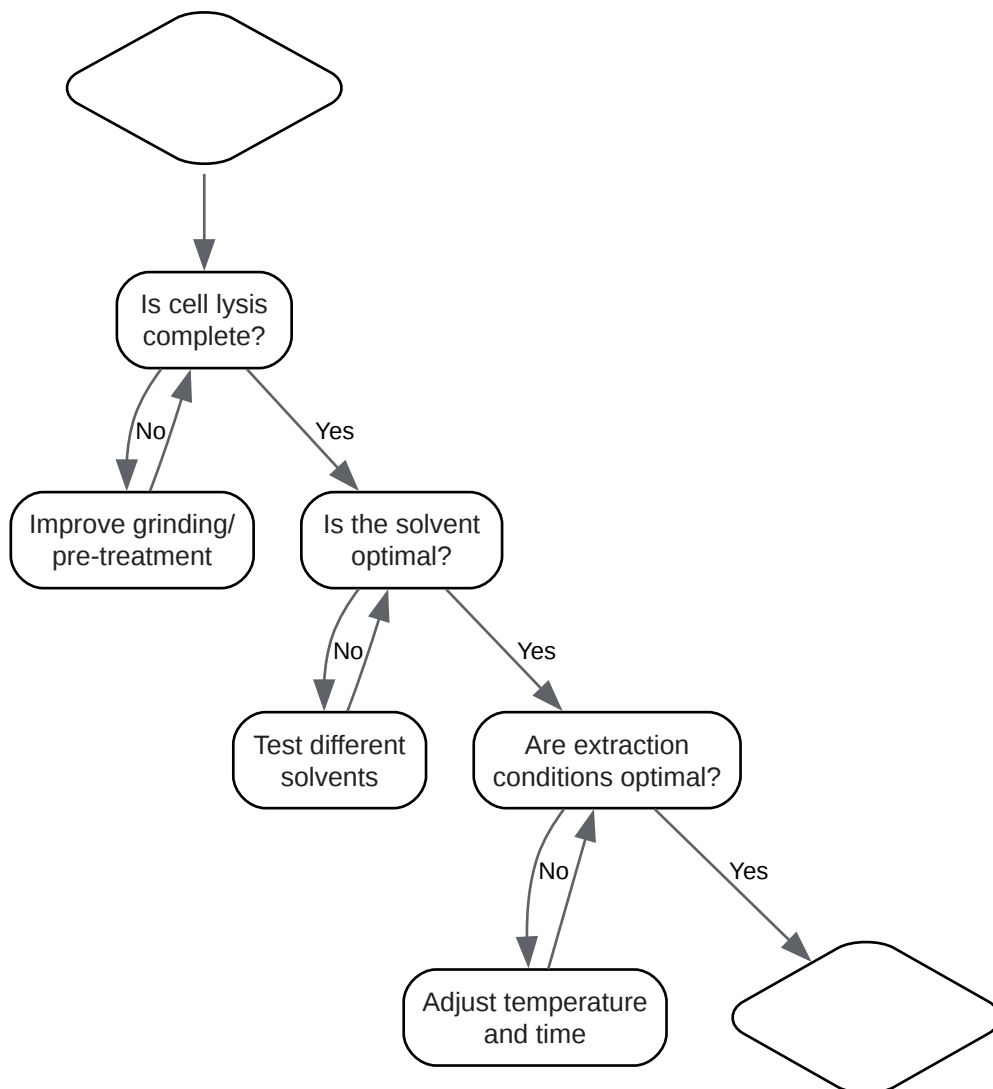 Is cell lysis
complete?
No
Yes
Improve grinding/
pre-treatment
Is the solvent
optimal?
No
Yes
Test different
solvents
Are extraction
conditions optimal?
No
Yes
Adjust temperature
and time